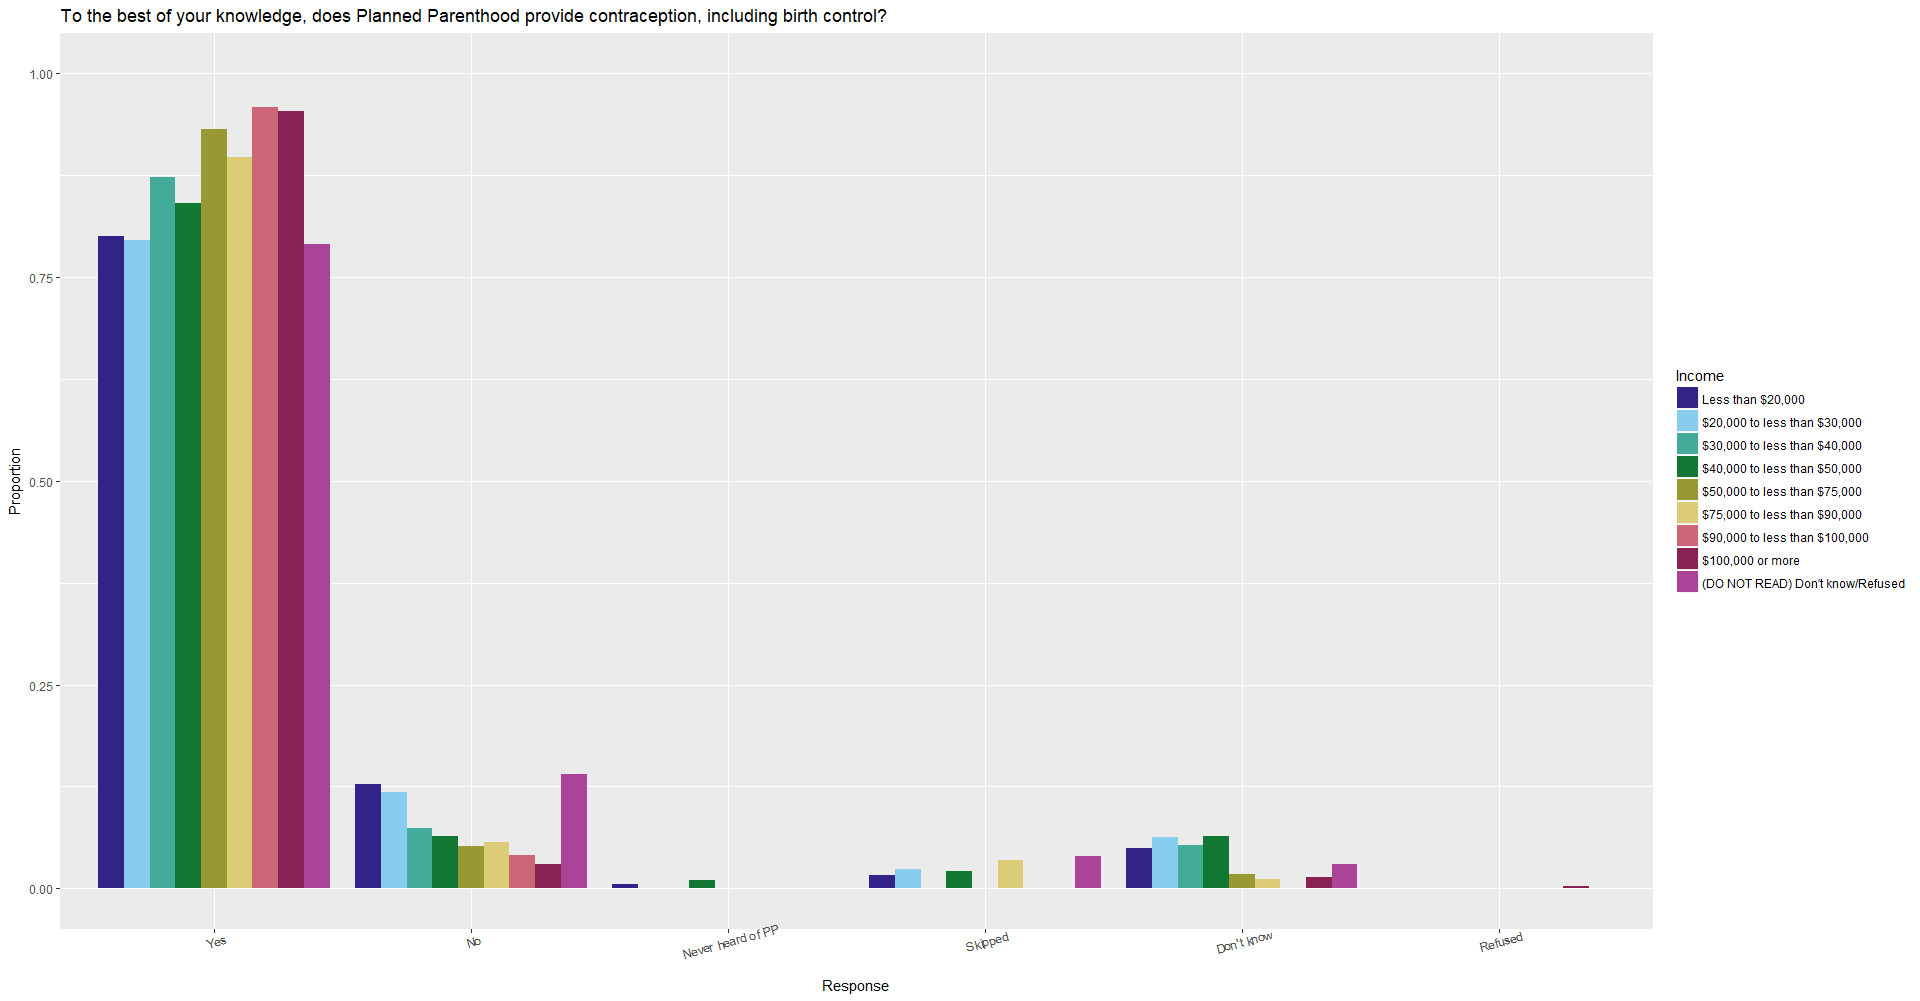 To the best of your knowledge, does Planned Parenthood provide contraception, including birth control?
1.00
0.75
0.50
0.25
0.00
Proportion
Yes
No
Never heard of PP
Skipped
Don't know
Refused
Response
Income
Less than $20,000
$20,000 to less than $30,000
$30,000 to less than $40,000
$40,000 to less than $50,000
$50,000 to less than $75,000
$75,000 to less than $90,000
$90,000 to less than $100,000
$100,000 or more
(DO NOT READ) Don't know/Refused